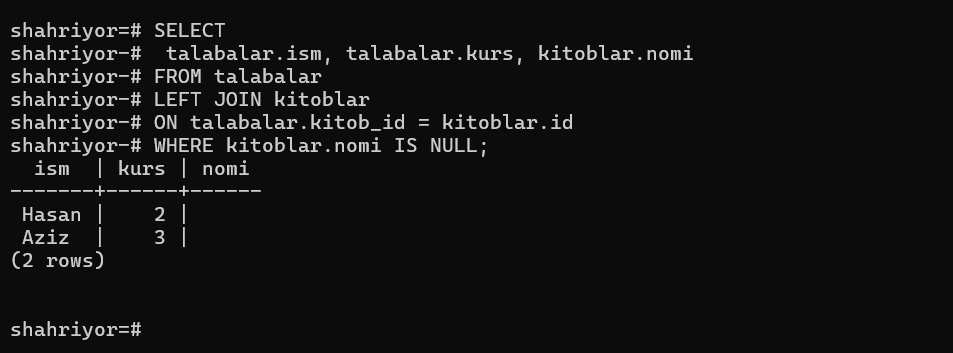 shahriyor=# SELECT
shahriyor-#  talabalar.ism, talabalar.kurs, kitoblar.nomi
shahriyor-# FROM talabalar
shahriyor-# LEFT JOIN kitoblar
shahriyor-# ON talabalar.kitob_id = kitoblar.id
shahriyor-# WHERE kitoblar.nomi IS NULL;
  ism  | kurs | nomi
-------+------+------
 Hasan |    2 |
 Aziz  |    3 |
(2 rows)
shahriyor=#